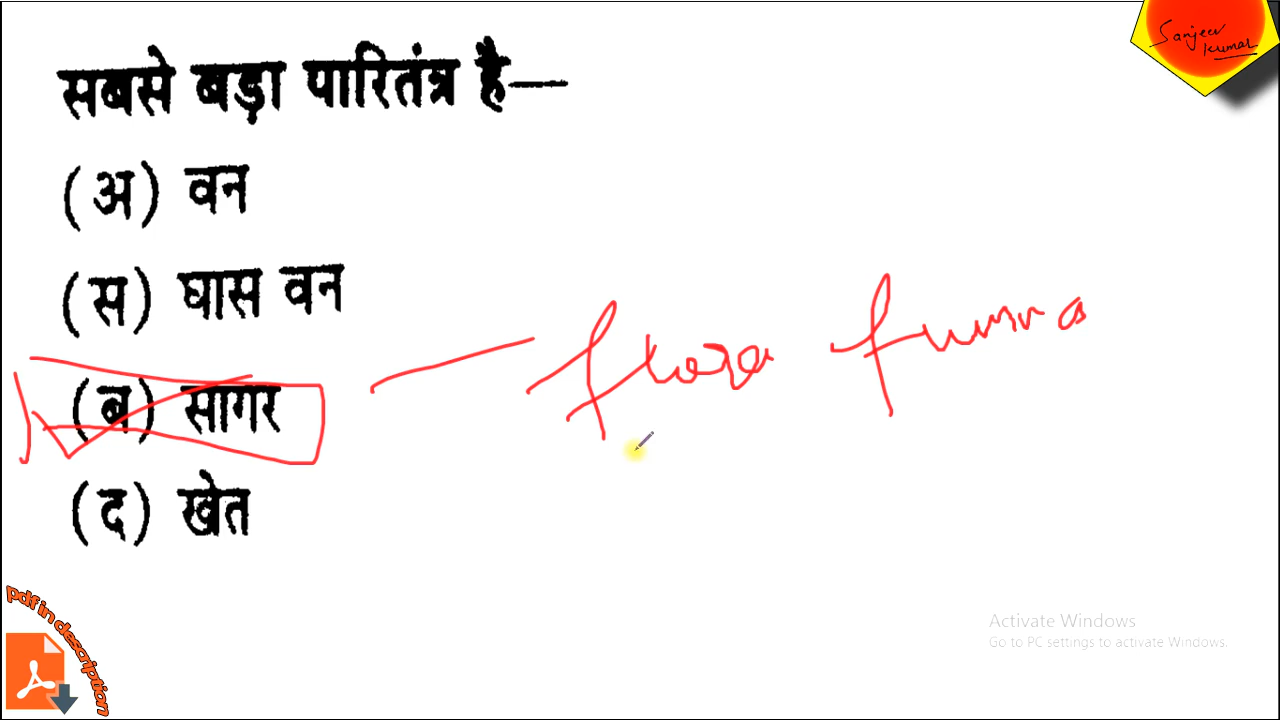 सबसे बड़ा पारितंत्र है—
(अ) वन
(स) घास वन
(ब) सागर
(द) खेत
flora funna
Sanjeev
Kumar
pdf in description
Activate Windows
Go to PC settings to activate Windows.